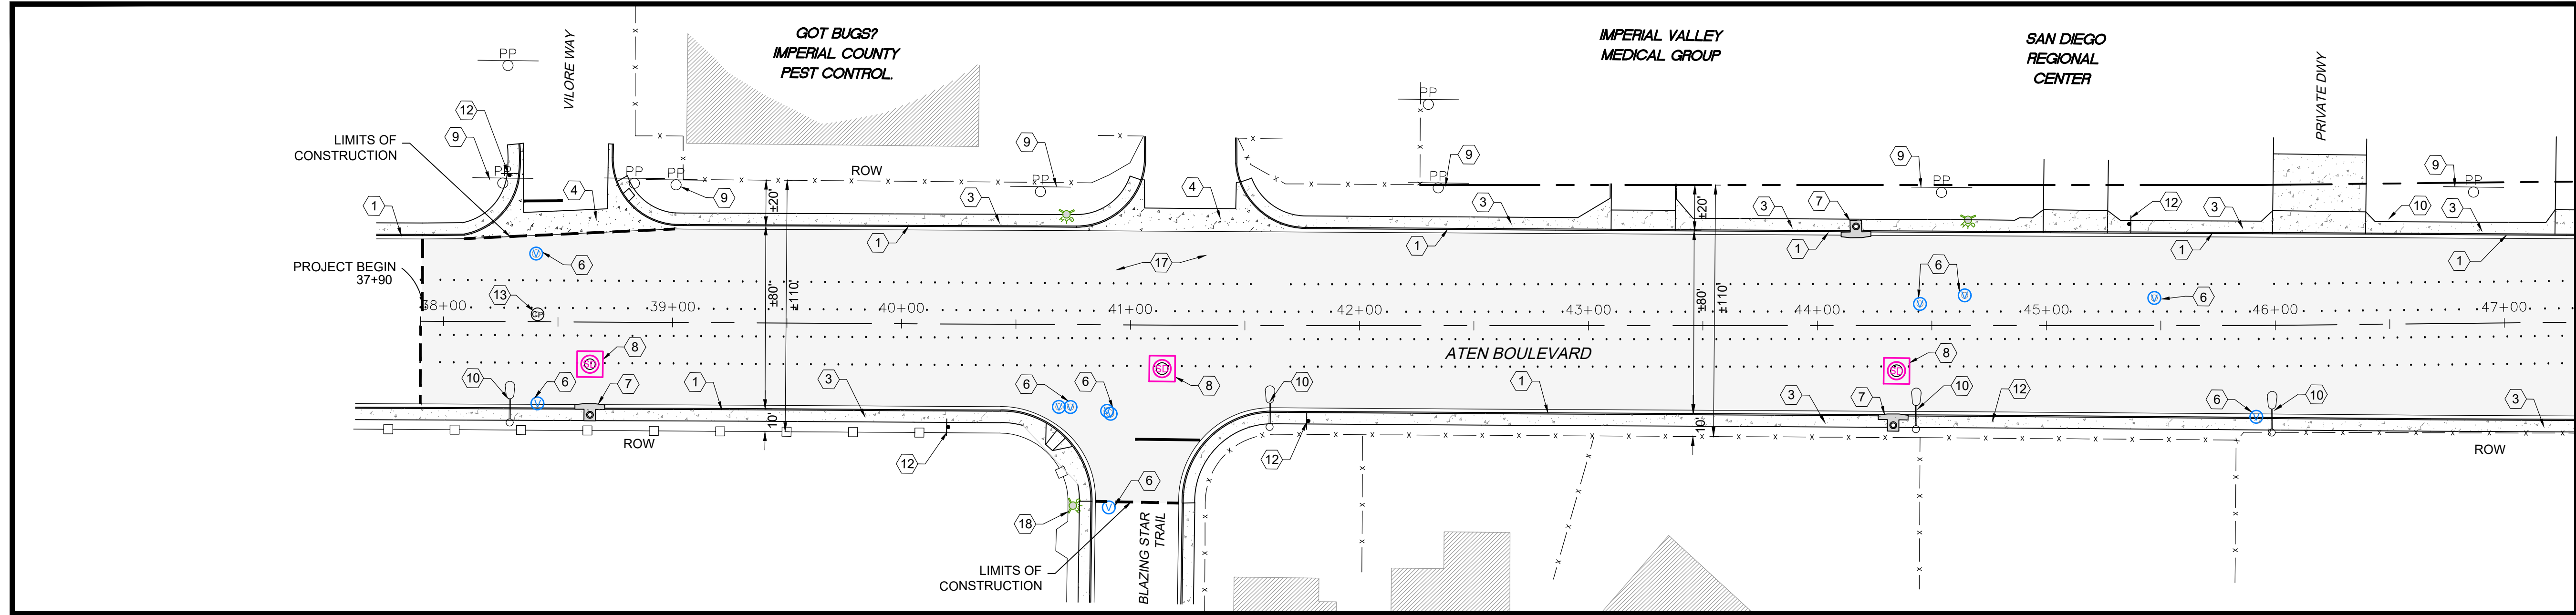 GOT BUGS?
IMPERIAL COUNTY
PEST CONTROL.
IMPERIAL VALLEY
MEDICAL GROUP
SAN DIEGO
REGIONAL
CENTER
VILORE WAY
PRIVATE DWY
PP
PP
12
9
LIMITS OF
CONSTRUCTION
9
9
9
9
PP
PP
PP
PP
PP
PP
PP
ROW
4
9
4
1
3
3
3
7
12
3
10
3
±20'
±20'
1
1
1
1
1
PROJECT BEGIN
37+90
V
6
17
6
V
V
V
6
13
CP
38+00
39+00
40+00
41+00
42+00
43+00
44+00
45+00
46+00
47+00
±80'
±110'
±80'
±110'
ATEN BOULEVARD
SD
8
SD
8
SD
8
10
V
6
7
1
3
6
V
V
6
V
V
10
1
3
7
10
12
6
V
10
3
10'
10'
ROW
12
12
ROW
6
V
18
BLAZING STAR
TRAIL
LIMITS OF
CONSTRUCTION